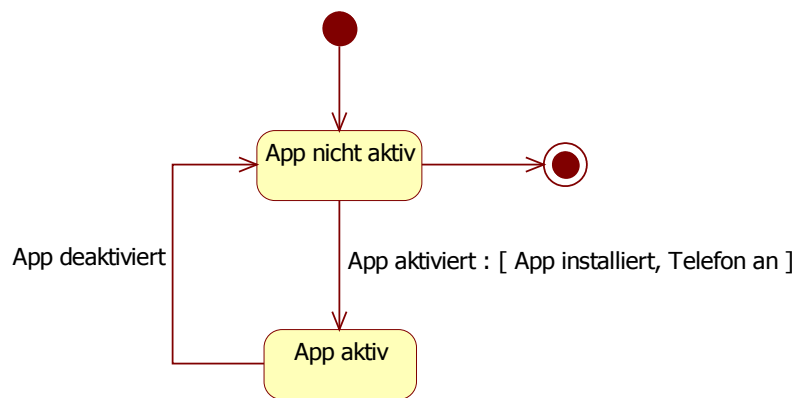 App nicht aktiv
App deaktiviert
App aktiviert : [ App installiert, Telefon an ]
App aktiv